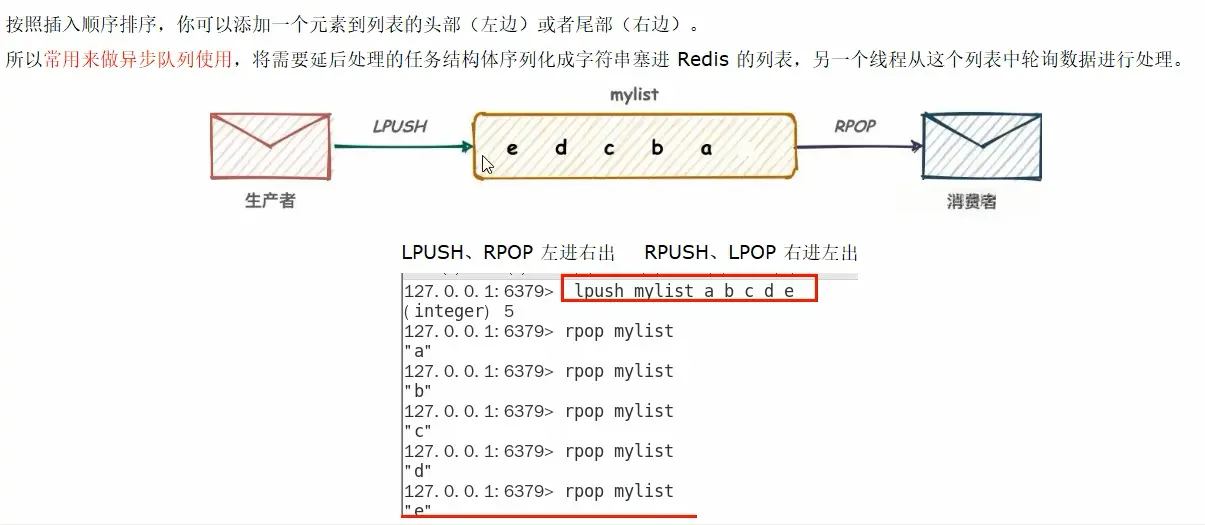 按照插入顺序排序，你可以添加一个元素到列表的头部（左边）或者尾部（右边）。
所以常用来做异步队列使用，将需要延后处理的任务结构体序列化成字符串塞进 Redis 的列表，另一个线程从这个列表中轮询数据进行处理。
mylist
LPUSH
e d c b a
RPOP
生产者
消费者
LPUSH、RPOP 左进右出 RPUSH、LPOP 右进左出
127.0.0.1:6379> lpush mylist a b c d e
(integer) 5
127.0.0.1:6379> rpop mylist
"a"
127.0.0.1:6379> rpop mylist
"b"
127.0.0.1:6379> rpop mylist
"c"
127.0.0.1:6379> rpop mylist
"d"
127.0.0.1:6379> rpop mylist
"e"